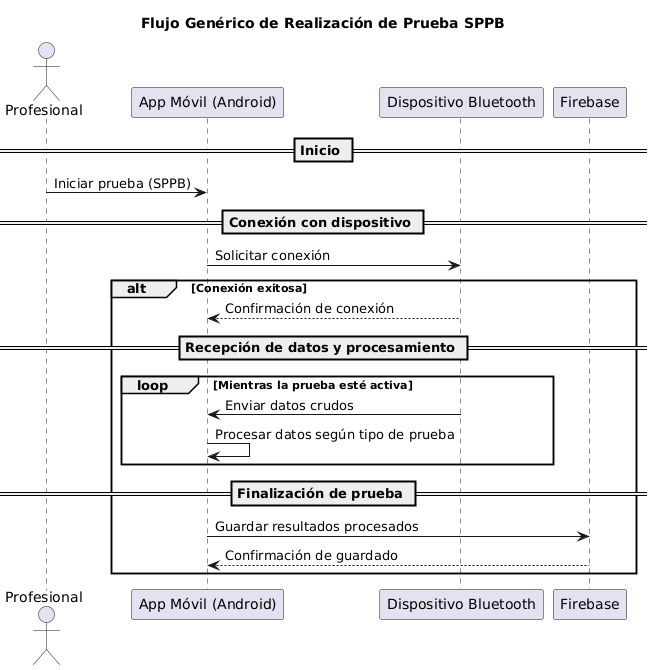 Flujo Genérico de Realización de Prueba SPPB
Profesional
App Móvil (Android)
Dispositivo Bluetooth
Firebase
Inicio
Iniciar prueba (SPPB)
Conexión con dispositivo
Solicitar conexión
alt
[Conexión exitosa]
Confirmación de conexión
Recepción de datos y procesamiento
loop
[Mientras la prueba esté activa]
Enviar datos crudos
Procesar datos según tipo de prueba
Finalización de prueba
Guardar resultados procesados
Confirmación de guardado
Profesional
App Móvil (Android)
Dispositivo Bluetooth
Firebase